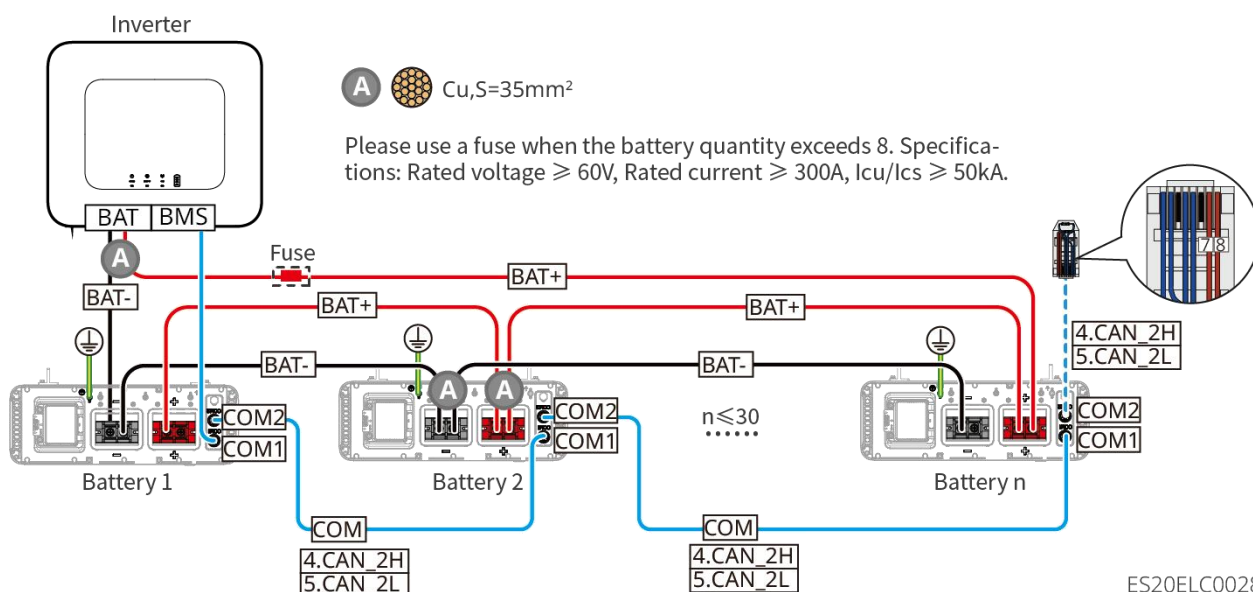 Inverter
A Cu,S=35mm²
Please use a fuse when the battery quantity exceeds 8. Specifica-
tions: Rated voltage ≥ 60V, Rated current ≥ 300A, Icu/Ics ≥ 50kA.
BAT BMS
7 8
A
Fuse
BAT+
BAT-
BAT+
BAT+
4.CAN_2H
5.CAN_2L
BAT-
BAT-
A
A
COM2
COM1
COM2
COM1
n≤30
......
COM2
COM1
Battery 1
Battery 2
Battery n
COM
4.CAN_2H
5.CAN_2L
COM
4.CAN_2H
5.CAN_2L
ES20ELC0028